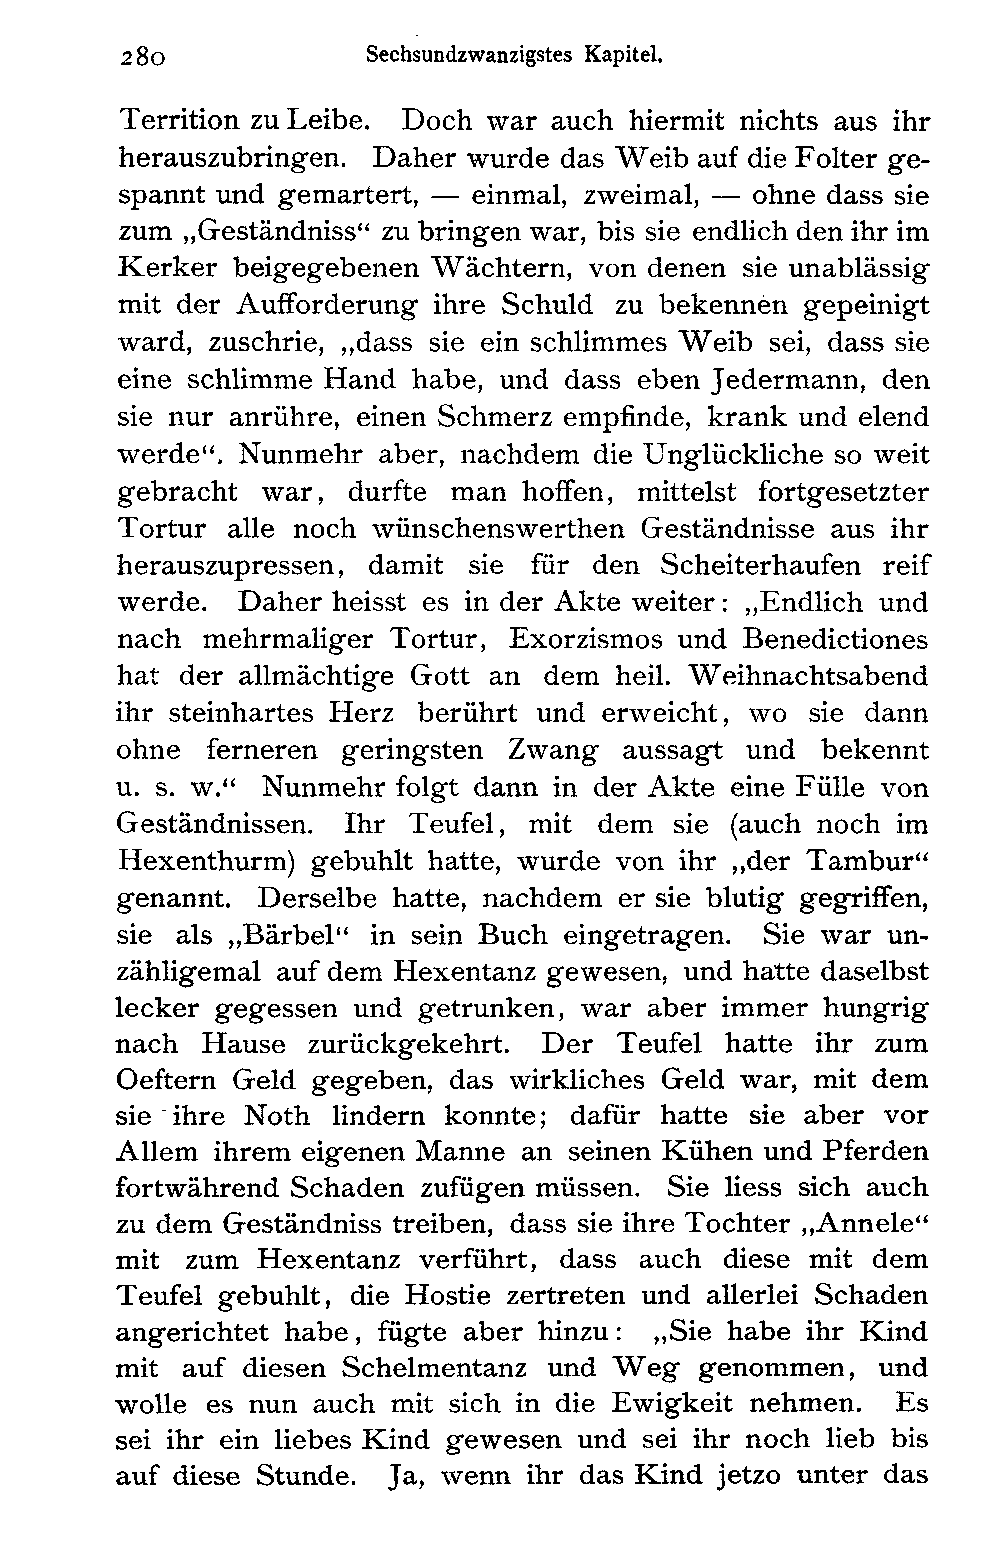 280 Sechsundzwanzigstes Kapitel.
Territion zu Leibe. Doch war auch hiermit nichts aus ihr
herauszubringen. Daher wurde das Weib auf die Folter ge-
spannt und gemartert, — einmal, zweimal, — ohne dass sie
zum „Geständniss“ zu bringen war, bis sie endlich den ihr im
Kerker beigegebenen Wächtern, von denen sie unablässig
mit der Aufforderung ihre Schuld zu bekennen gepeinigt
ward, zuschrie, „dass sie ein schlimmes Weib sei, dass sie
eine schlimme Hand habe, und dass eben Jedermann, den
sie nur anrühre, einen Schmerz empfinde, krank und elend
werde“. Nunmehr aber, nachdem die Unglückliche so weit
gebracht war, durfte man hoffen, mittelst fortgesetzter
Tortur alle noch wünschenswerthen Geständnisse aus ihr
herauszupressen, damit sie für den Scheiterhaufen reif
werde. Daher heisst es in der Akte weiter: „Endlich und
nach mehrmaliger Tortur, Exorzismos und Benedictiones
hat der allmächtige Gott an dem heil. Weihnachtsabend
ihr steinhartes Herz berührt und erweicht, wo sie dann
ohne ferneren geringsten Zwang aussagt und bekennt
u. s. w.“ Nunmehr folgt dann in der Akte eine Fülle von
Geständnissen. Ihr Teufel, mit dem sie (auch noch im
Hexenthurm) gebuhlt hatte, wurde von ihr „der Tambur“
genannt. Derselbe hatte, nachdem er sie blutig gegriffen,
sie als „Bärbel“ in sein Buch eingetragen. Sie war un-
zähligemal auf dem Hexentanz gewesen, und hatte daselbst
lecker gegessen und getrunken, war aber immer hungrig
nach Hause zurückgekehrt. Der Teufel hatte ihr zum
Oeftern Geld gegeben, das wirkliches Geld war, mit dem
sie ihre Noth lindern konnte; dafür hatte sie aber vor
Allem ihrem eigenen Manne an seinen Kühen und Pferden
fortwährend Schaden zufügen müssen. Sie liess sich auch
zu dem Geständniss treiben, dass sie ihre Tochter „Annele“
mit zum Hexentanz verführt, dass auch diese mit dem
Teufel gebuhlt, die Hostie zertreten und allerlei Schaden
angerichtet habe, fügte aber hinzu: „Sie habe ihr Kind
mit auf diesen Schelmentanz und Weg genommen, und
wolle es nun auch mit sich in die Ewigkeit nehmen. Es
sei ihr ein liebes Kind gewesen und sei ihr noch lieb bis
auf diese Stunde. Ja, wenn ihr das Kind jetzo unter das